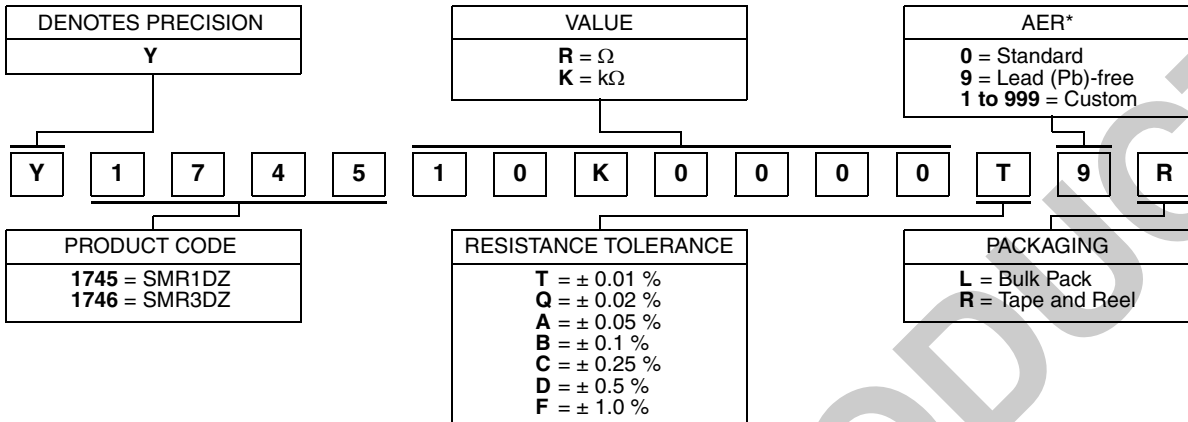 DENOTES PRECISION
Y
VALUE
R = Ω
K = kΩ
AER*
0 = Standard
9 = Lead (Pb)-free
1 to 999 = Custom
Y 1 7 4 5 1 0 K 0 0 0 0 T 9 R
PRODUCT CODE
1745 = SMR1DZ
1746 = SMR3DZ
RESISTANCE TOLERANCE
T = ± 0.01 %
Q = ± 0.02 %
A = ± 0.05 %
B = ± 0.1 %
C = ± 0.25 %
D = ± 0.5 %
F = ± 1.0 %
PACKAGING
L = Bulk Pack
R = Tape and Reel